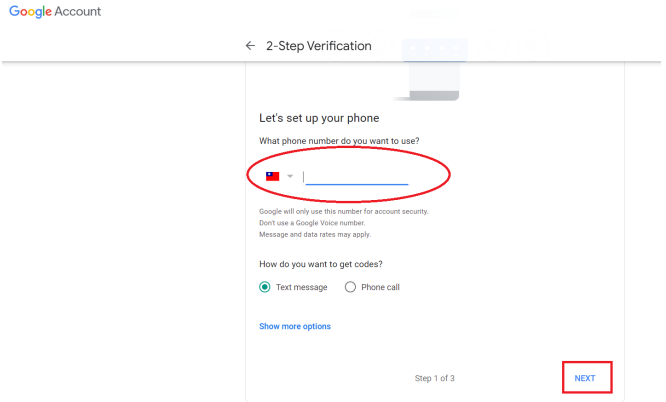 Google Account
2-Step Verification
Let's set up your phone
What phone number do you want to use?
Google will only use this number for account security.
Don't use a Google Voice number.
Message and data rates may apply.
How do you want to get codes?
Text message Phone call
Show more options
Step 1 of 3 NEXT